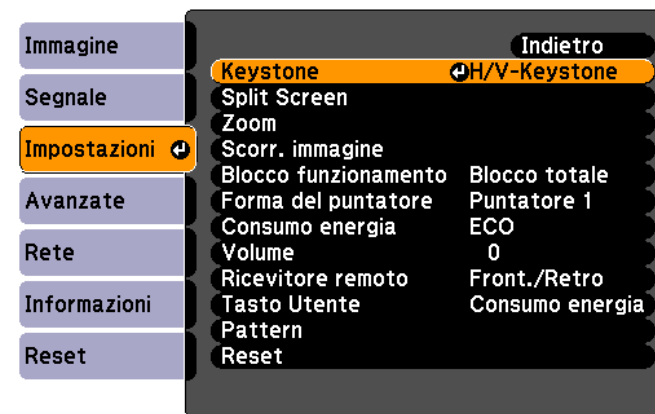 Immagine
Segnale
Impostazioni
Avanzate
Rete
Informazioni
Reset
Indietro
Keystone H/V-Keystone
Split Screen
Zoom
Scorr. immagine
Blocco funzionamento Blocco totale
Forma del puntatore Puntatore 1
Consumo energia ECO
Volume 0
Ricevitore remoto Front./Retro
Tasto Utente Consumo energia
Pattern
Reset